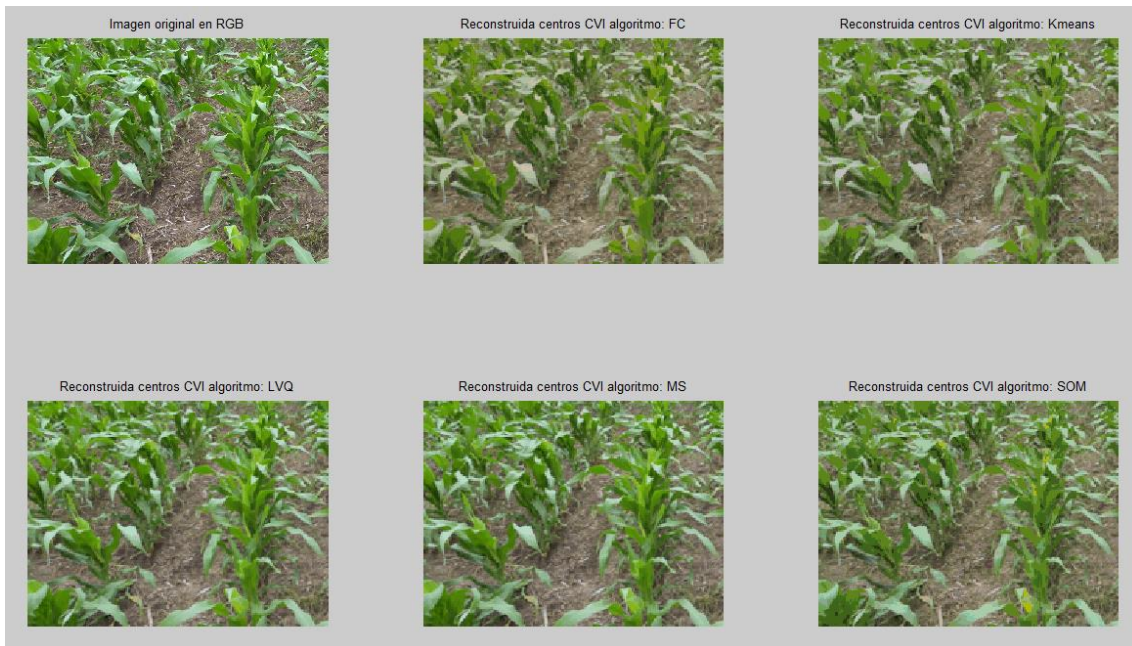 Imagen original en RGB
Reconstruida centros CVI algoritmo: FC
Reconstruida centros CVI algoritmo: Kmeans
Reconstruida centros CVI algoritmo: LVQ
Reconstruida centros CVI algoritmo: MS
Reconstruida centros CVI algoritmo: SOM